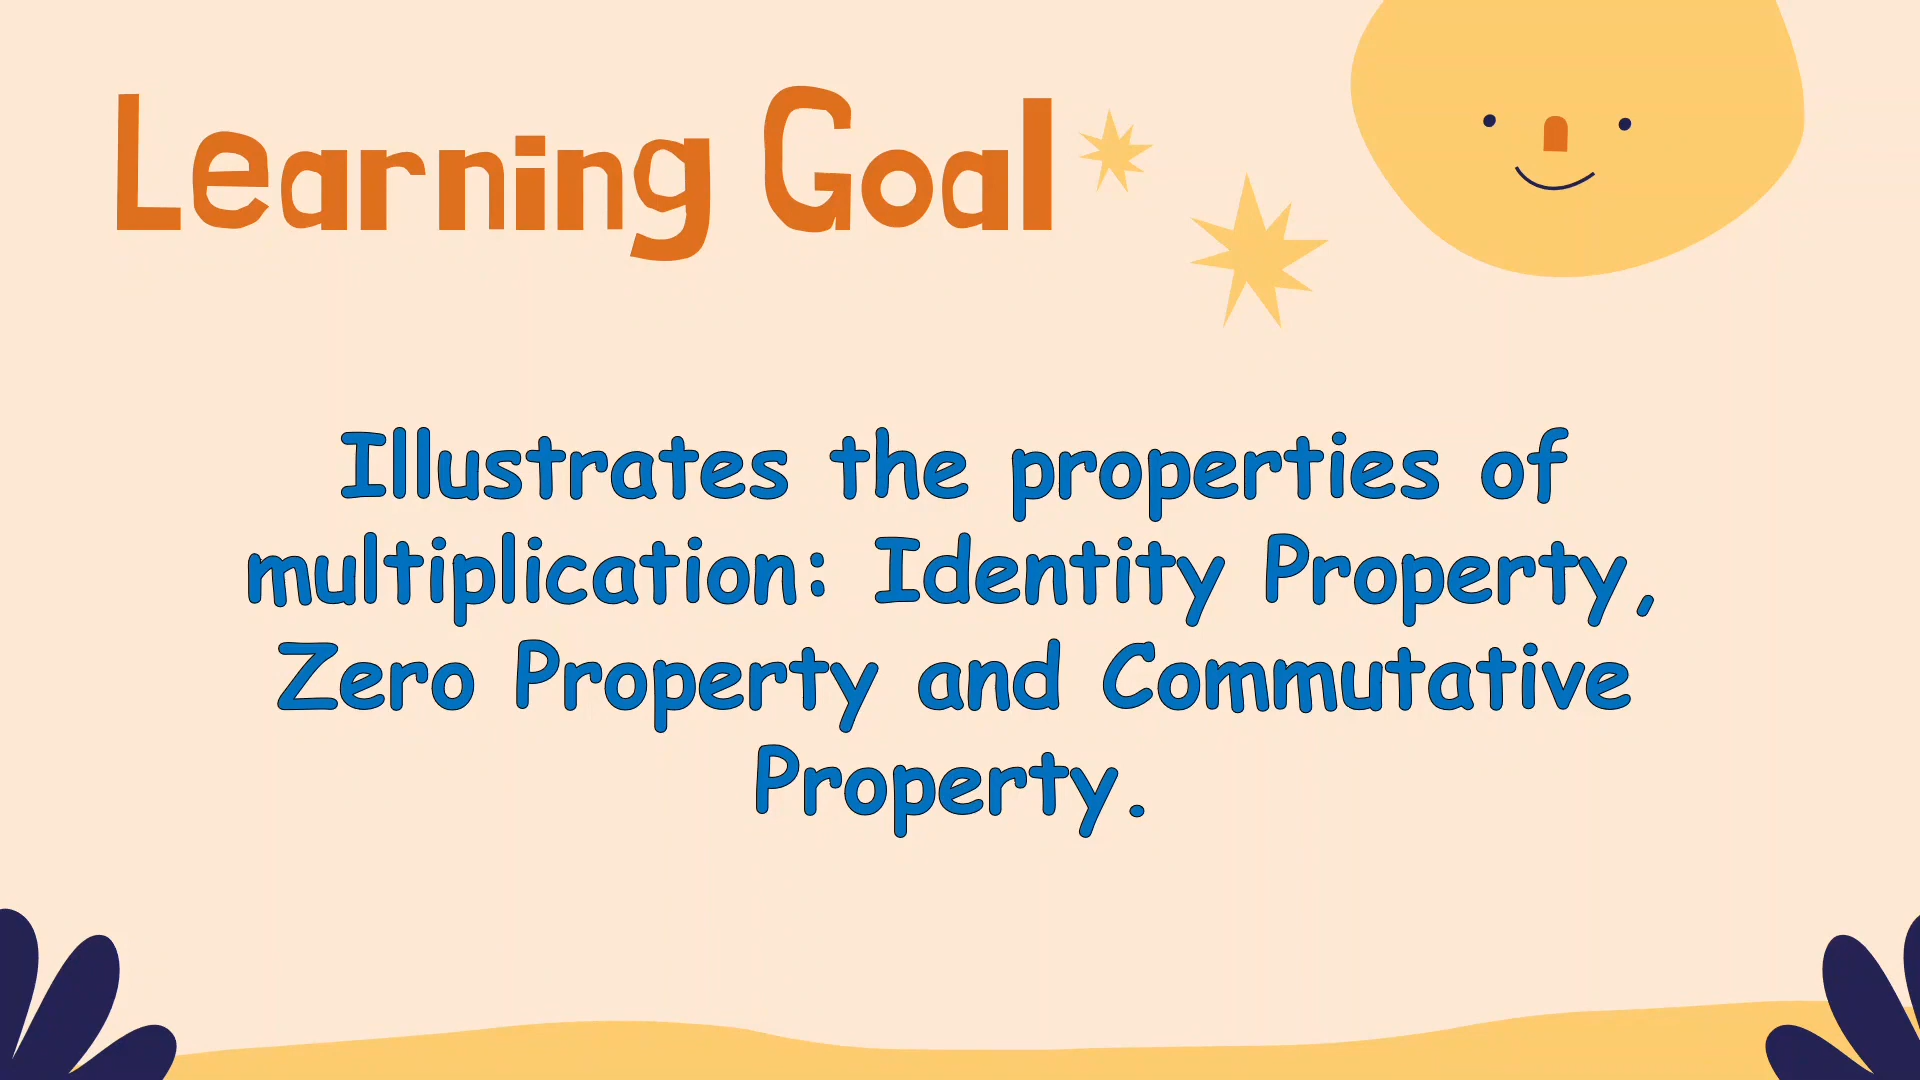 Learning Goal
Illustrates the properties of
multiplication: Identity Property,
Zero Property and Commutative
Property.